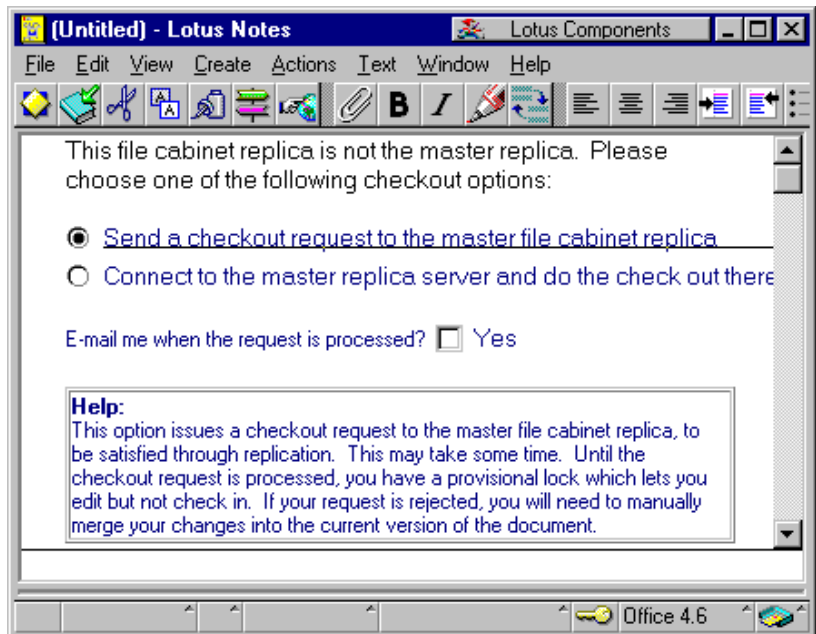 (Untitled) - Lotus Notes
Lotus Components
File Edit View Create Actions Text Window Help
B I
This file cabinet replica is not the master replica. Please
choose one of the following checkout options:
Send a checkout request to the master file cabinet replica
Connect to the master replica server and do the check out there
E-mail me when the request is processed? Yes
Help:
This option issues a checkout request to the master file cabinet replica, to
be satisfied through replication. This may take some time. Until the
checkout request is processed, you have a provisional lock which lets you
edit but not check in. If your request is rejected, you will need to manually
merge your changes into the current version of the document.
Office 4.6